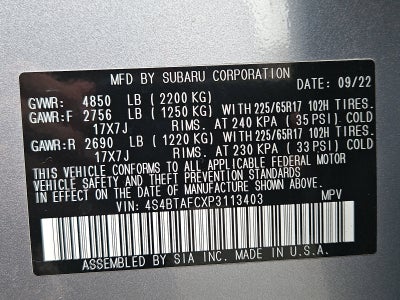 MFD BY SUBARU CORPORATION
DATE: 09/22
GVWR: 4850 LB (2200 KG)
GAWR:F 2756 LB (1250 KG) WITH 225/65R17 102H TIRES.
17X7J RIMS. AT 240 KPA (35 PSI) COLD
GAWR:R 2690 LB (1220 KG) WITH 225/65R17 102H TIRES.
17X7J RIMS. AT 230 KPA (33 PSI) COLD
THIS VEHICLE CONFORMS TO ALL APPLICABLE FEDERAL MOTOR
VEHICLE SAFETY AND THEFT PREVENTION STANDARDS
IN EFFECT ON THE DATE OF MANUFACTURE SHOWN ABOVE.
VIN: 4S4BTAFCXP3113403 MPV
ASSEMBLED BY SIA INC. MADE IN U.S.A.